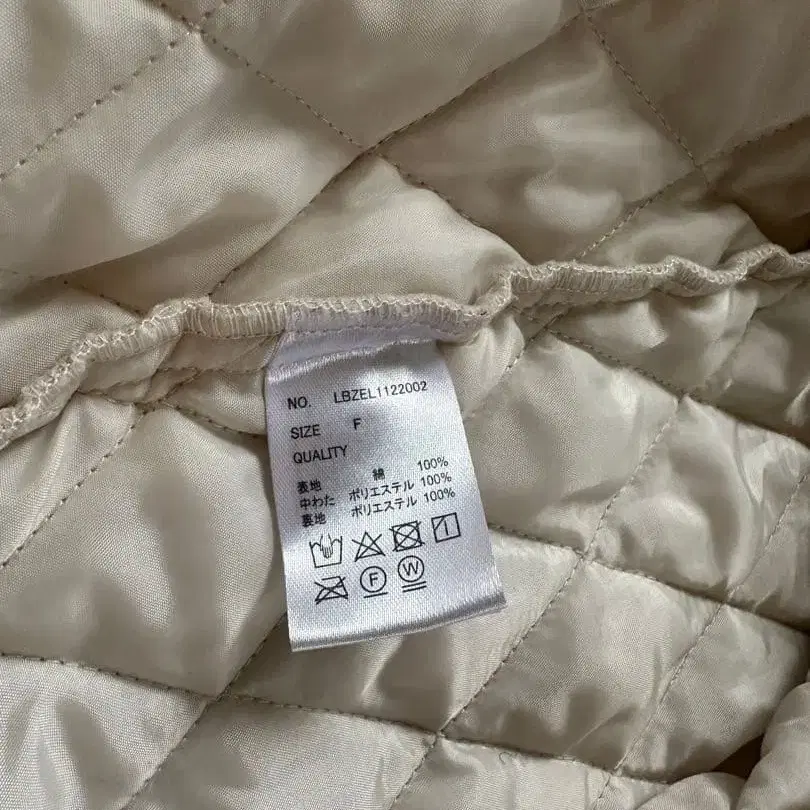 NO. LBZEL1122002
SIZE F
QUALITY
表地 綿 100%
中わた ポリエステル 100%
裏地 ポリエステル 100%
F W